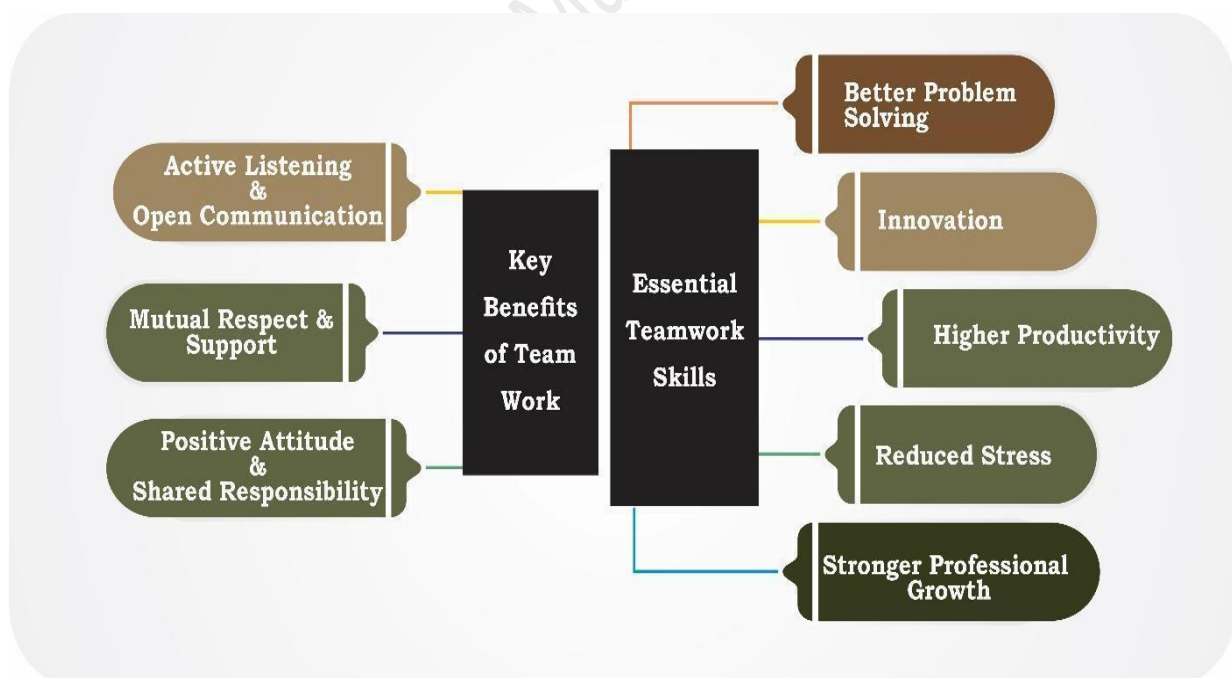 Active Listening
&
Open Communication
Mutual Respect &
Support
Positive Attitude
&
Shared Responsibility
Key
Benefits
of Team
Work
Essential
Teamwork
Skills
Better Problem
Solving
Innovation
Higher Productivity
Reduced Stress
Stronger Professional
Growth